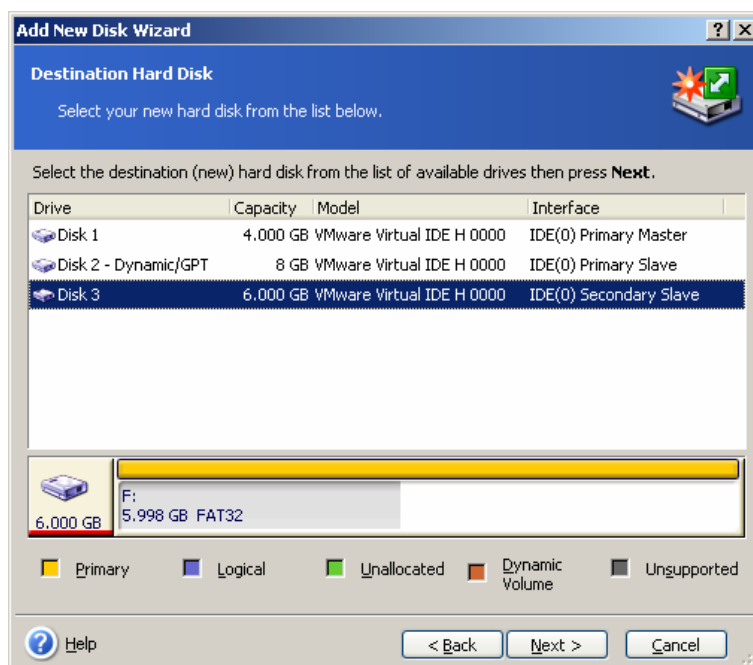 Add New Disk Wizard
Destination Hard Disk
Select your new hard disk from the list below.
Select the destination (new) hard disk from the list of available drives then press Next.
Drive Capacity Model Interface
Disk 1 4.000 GB VMware Virtual IDE H 0000 IDE(0) Primary Master
Disk 2 - Dynamic/GPT 8 GB VMware Virtual IDE H 0000 IDE(0) Primary Slave
Disk 3 6.000 GB VMware Virtual IDE H 0000 IDE(0) Secondary Slave
F:
6.000 GB 5.998 GB FAT32
Primary Logical Unallocated Dynamic Volume Unsupported
Help < Back Next > Cancel